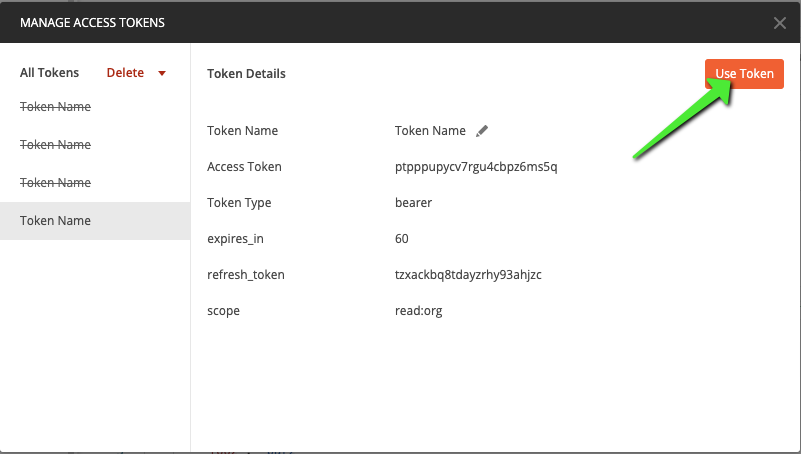 MANAGE ACCESS TOKENS
All Tokens Delete
Token Name
Token Name
Token Name
Token Name
Token Details
Use Token
Token Name Token Name
Access Token ptpppupycv7rgu4cbpz6ms5q
Token Type bearer
expires_in 60
refresh_token tzxackbq8tdayzrhy93ahjzc
scope read:org